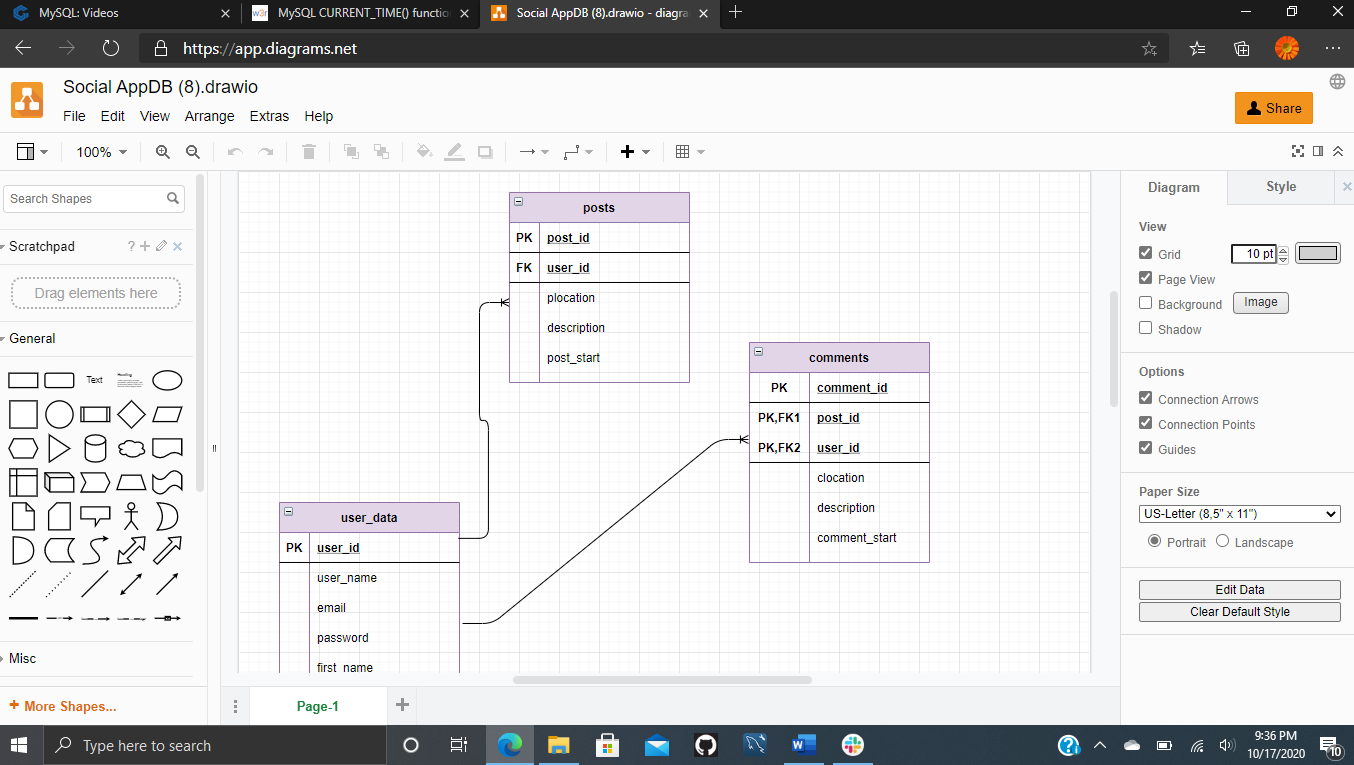 MySQL: Videos
w3r MySQL CURRENT_TIME() functio
Social AppDB (8).drawio - diagra
https://app.diagrams.net
Social AppDB (8).drawio
File Edit View Arrange Extras Help
Share
100%
Search Shapes
Scratchpad
?
Drag elements here
General
Text
Heading
Misc
+ More Shapes...
posts
PK post_id
FK user_id
plocation
description
post_start
comments
PK comment_id
PK,FK1 post_id
PK,FK2 user_id
clocation
description
comment_start
user_data
PK user_id
user_name
email
password
first_name
Page-1
Diagram Style
View
Grid 10 pt
Page View
Background Image
Shadow
Options
Connection Arrows
Connection Points
Guides
Paper Size
US-Letter (8,5" x 11")
Portrait Landscape
Edit Data
Clear Default Style
Type here to search
9:36 PM
10/17/2020
10